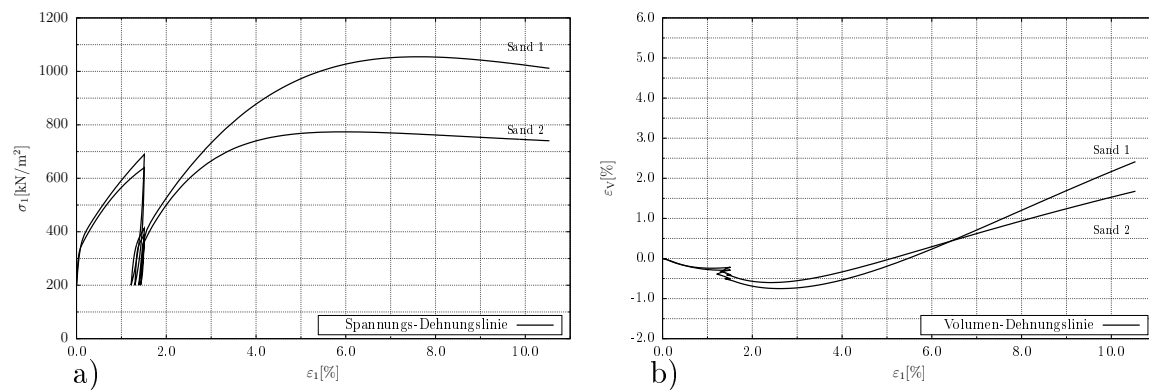 1200
1000
800
600
400
200
0
σ₁[kN/m²]
Sand 1
Sand 2
Spannungs-Dehnungslinie
0.0 2.0 4.0 6.0 8.0 10.0
ε₁[%]
a)
6.0
5.0
4.0
3.0
2.0
1.0
0.0
-1.0
-2.0
εV[%]
Sand 1
Sand 2
Volumen-Dehnungslinie
0.0 2.0 4.0 6.0 8.0 10.0
ε₁[%]
b)